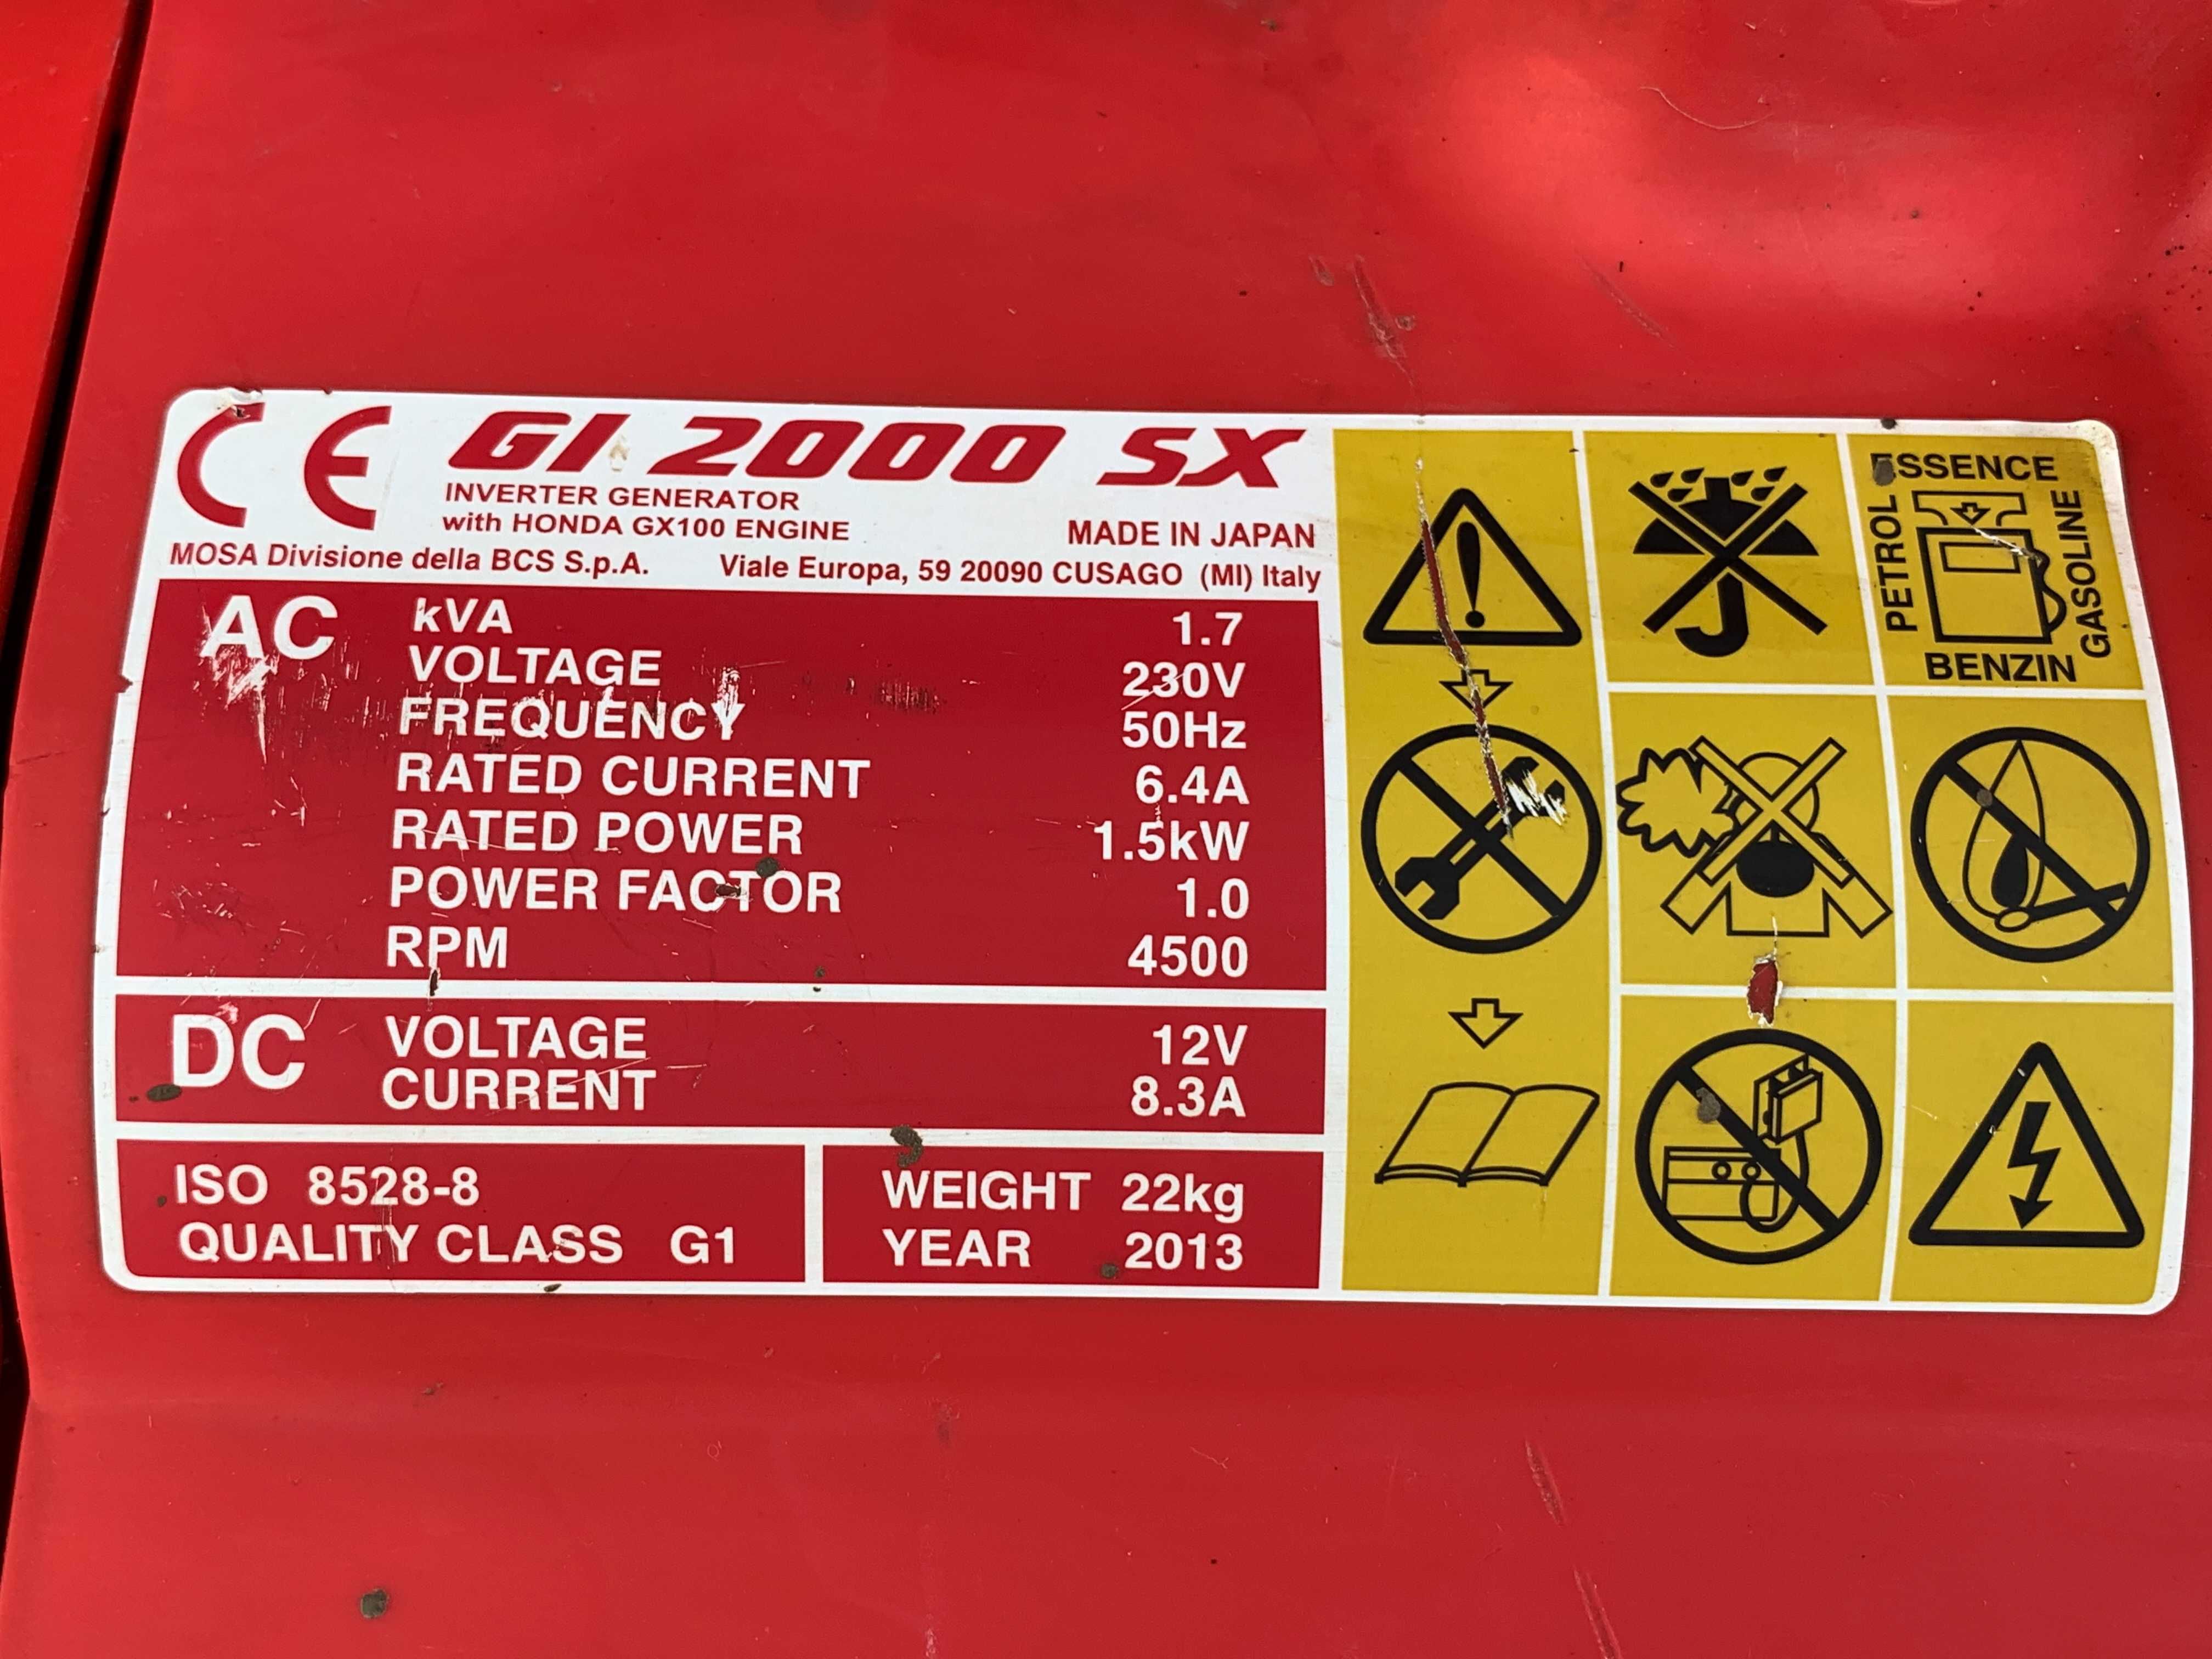 CE GI 2000 SX
INVERTER GENERATOR
with HONDA GX100 ENGINE MADE IN JAPAN
MOSA Divisione della BCS S.p.A. Viale Europa, 59 20090 CUSAGO (MI) Italy
AC kVA 1.7
VOLTAGE 230V
FREQUENCY 50Hz
RATED CURRENT 6.4A
RATED POWER 1.5kW
POWER FACTOR 1.0
RPM 4500
DC VOLTAGE 12V
CURRENT 8.3A
ISO 8528-8
QUALITY CLASS G1
WEIGHT 22kg
YEAR 2013
ESSENCE
PETROL
GASOLINE
BENZIN